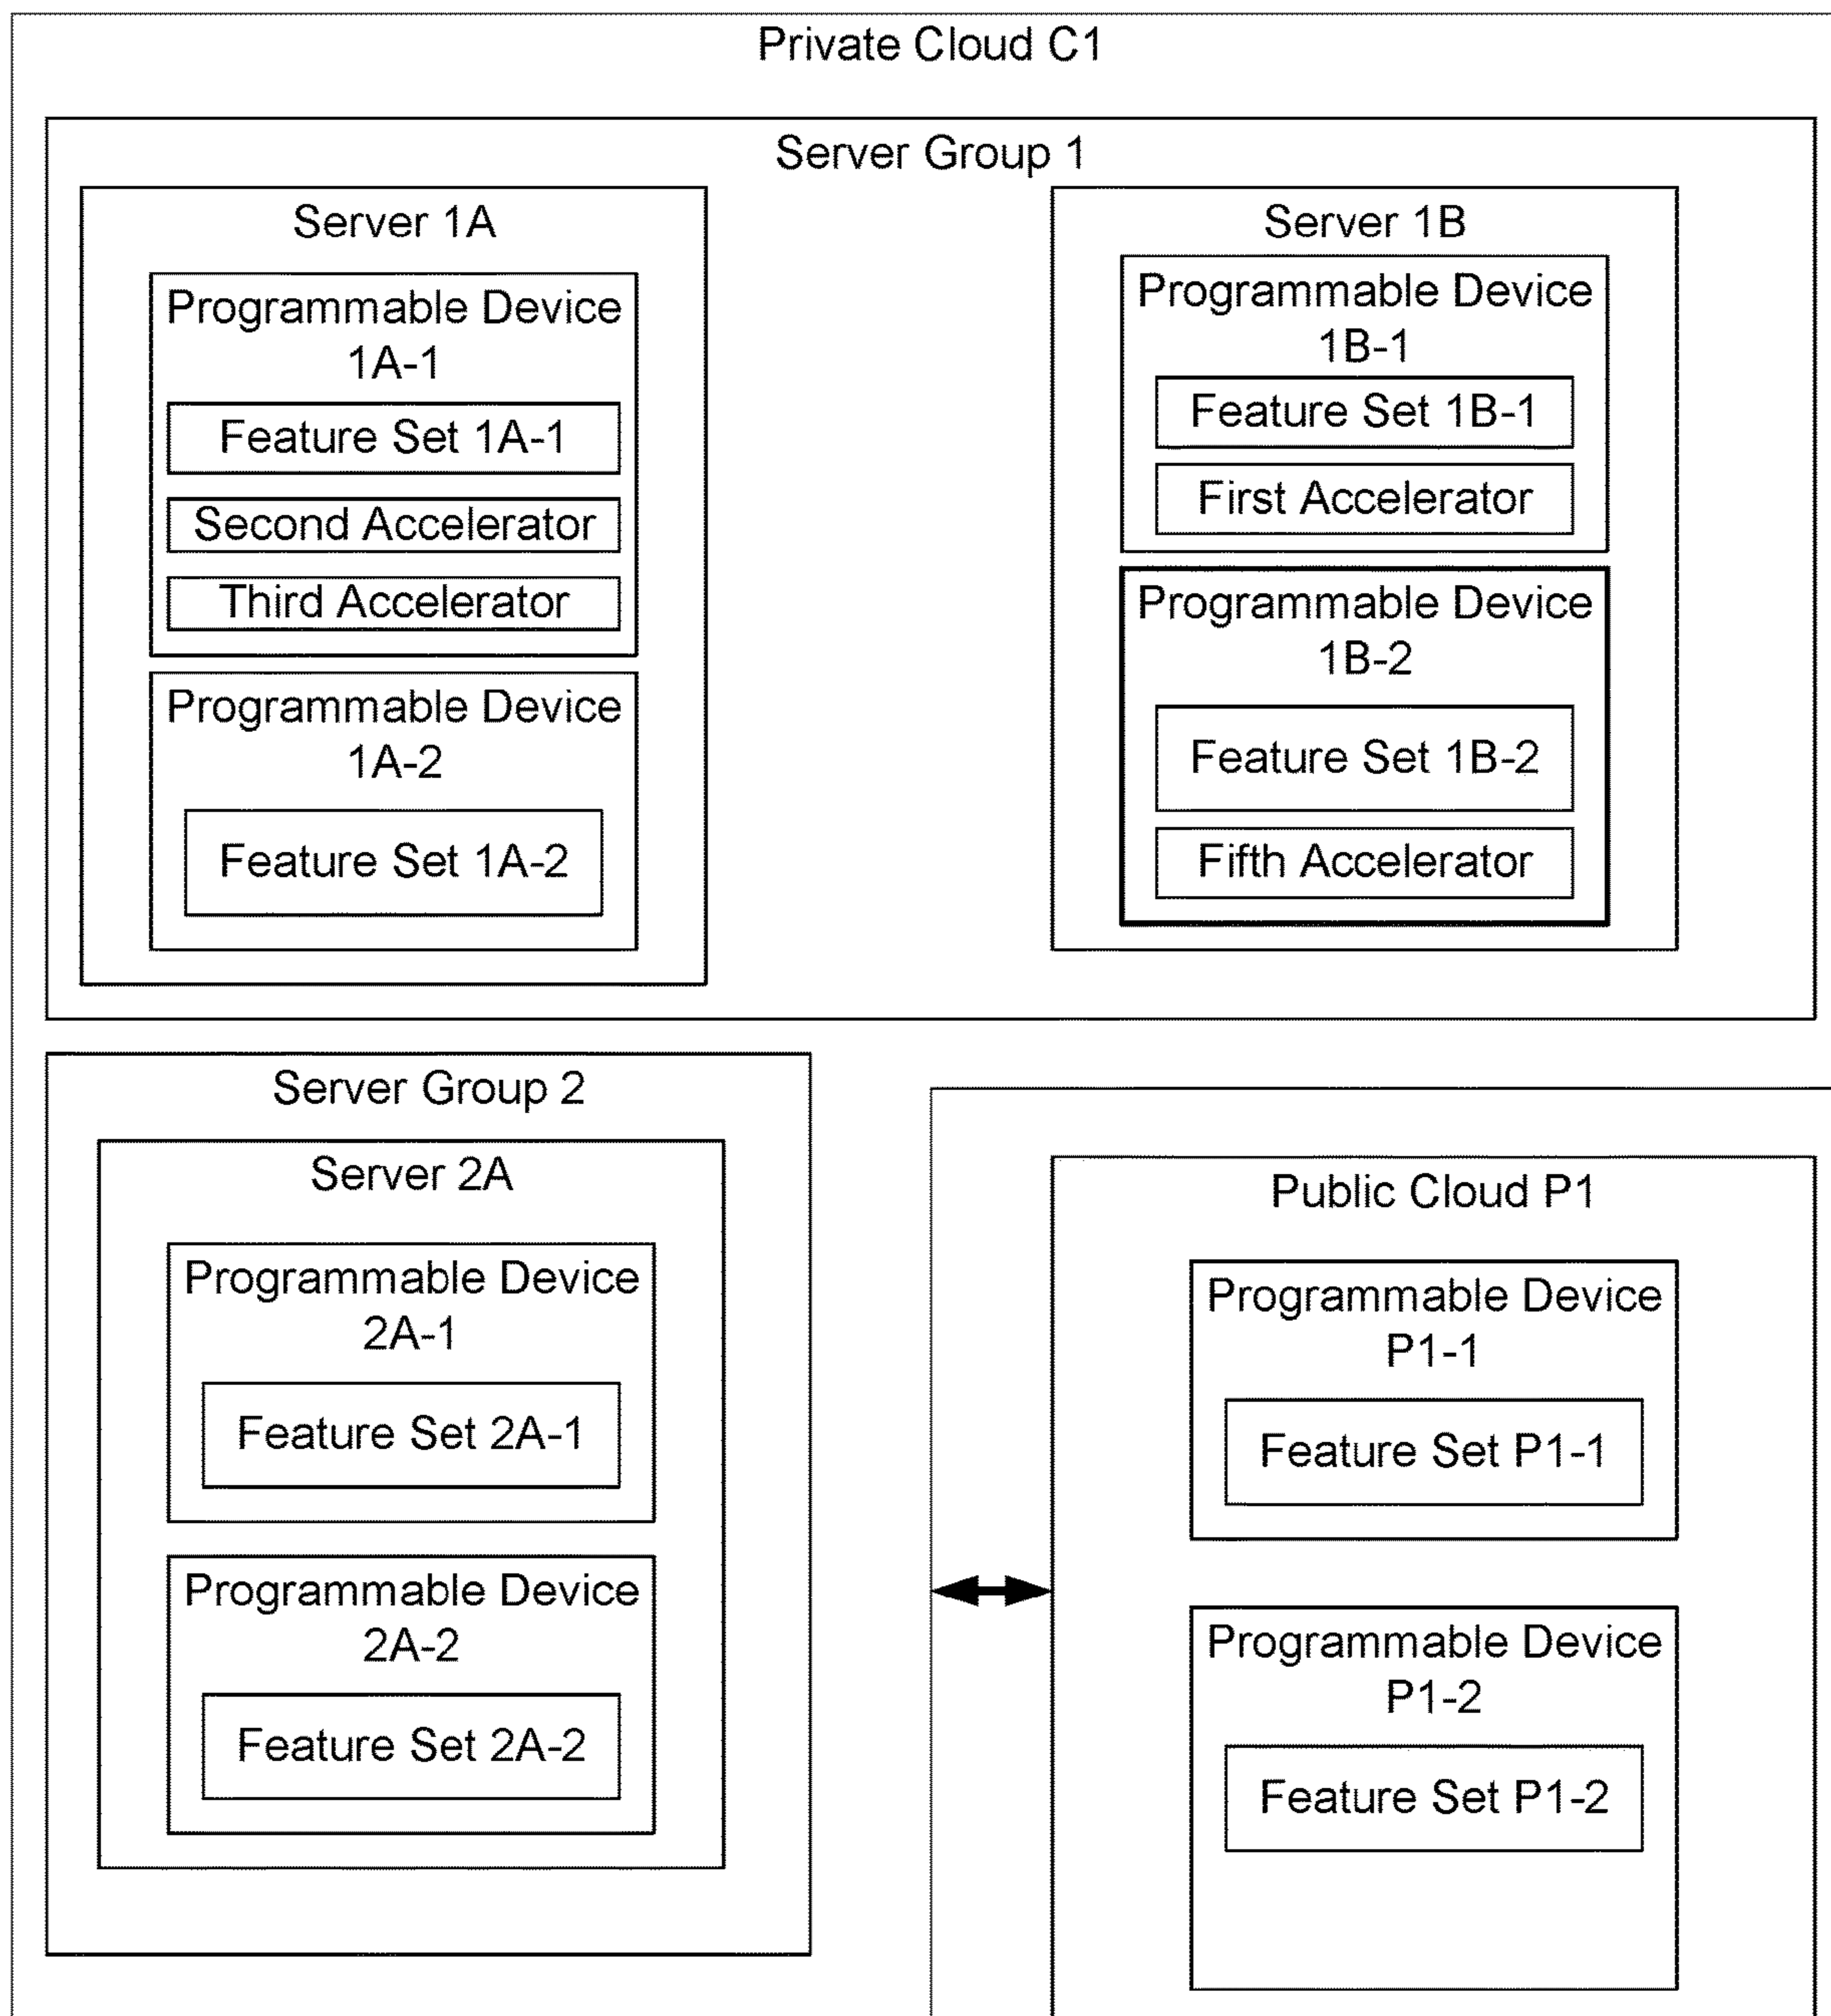 Private Cloud C1
Server Group 1
Server 1A
Programmable Device
1A-1
Feature Set 1A-1
Second Accelerator
Third Accelerator
Programmable Device
1A-2
Feature Set 1A-2
Server 1B
Programmable Device
1B-1
Feature Set 1B-1
First Accelerator
Programmable Device
1B-2
Feature Set 1B-2
Fifth Accelerator
Server Group 2
Server 2A
Programmable Device
2A-1
Feature Set 2A-1
Programmable Device
2A-2
Feature Set 2A-2
Public Cloud P1
Programmable Device
P1-1
Feature Set P1-1
Programmable Device
P1-2
Feature Set P1-2